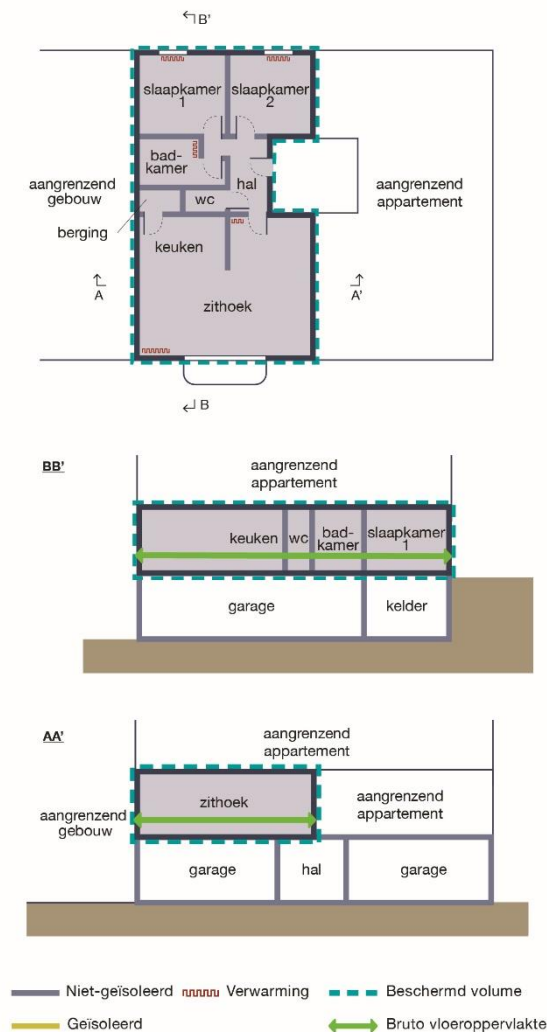 B'
slaapkamer
1
slaapkamer
2
bad-
kamer
hal
aangrenzend
gebouw
aangrenzend
appartement
wc
berging
keuken
A
A'
zithoek
B
BB'
aangrenzend
appartement
keuken
wc
bad-
kamer
slaapkamer
1
garage
kelder
AA'
aangrenzend
appartement
zithoek
aangrenzend
appartement
aangrenzend
gebouw
garage
hal
garage
Niet-geïsoleerd
Verwarming
Beschermd volume
Geïsoleerd
Bruto vloeroppervlakte